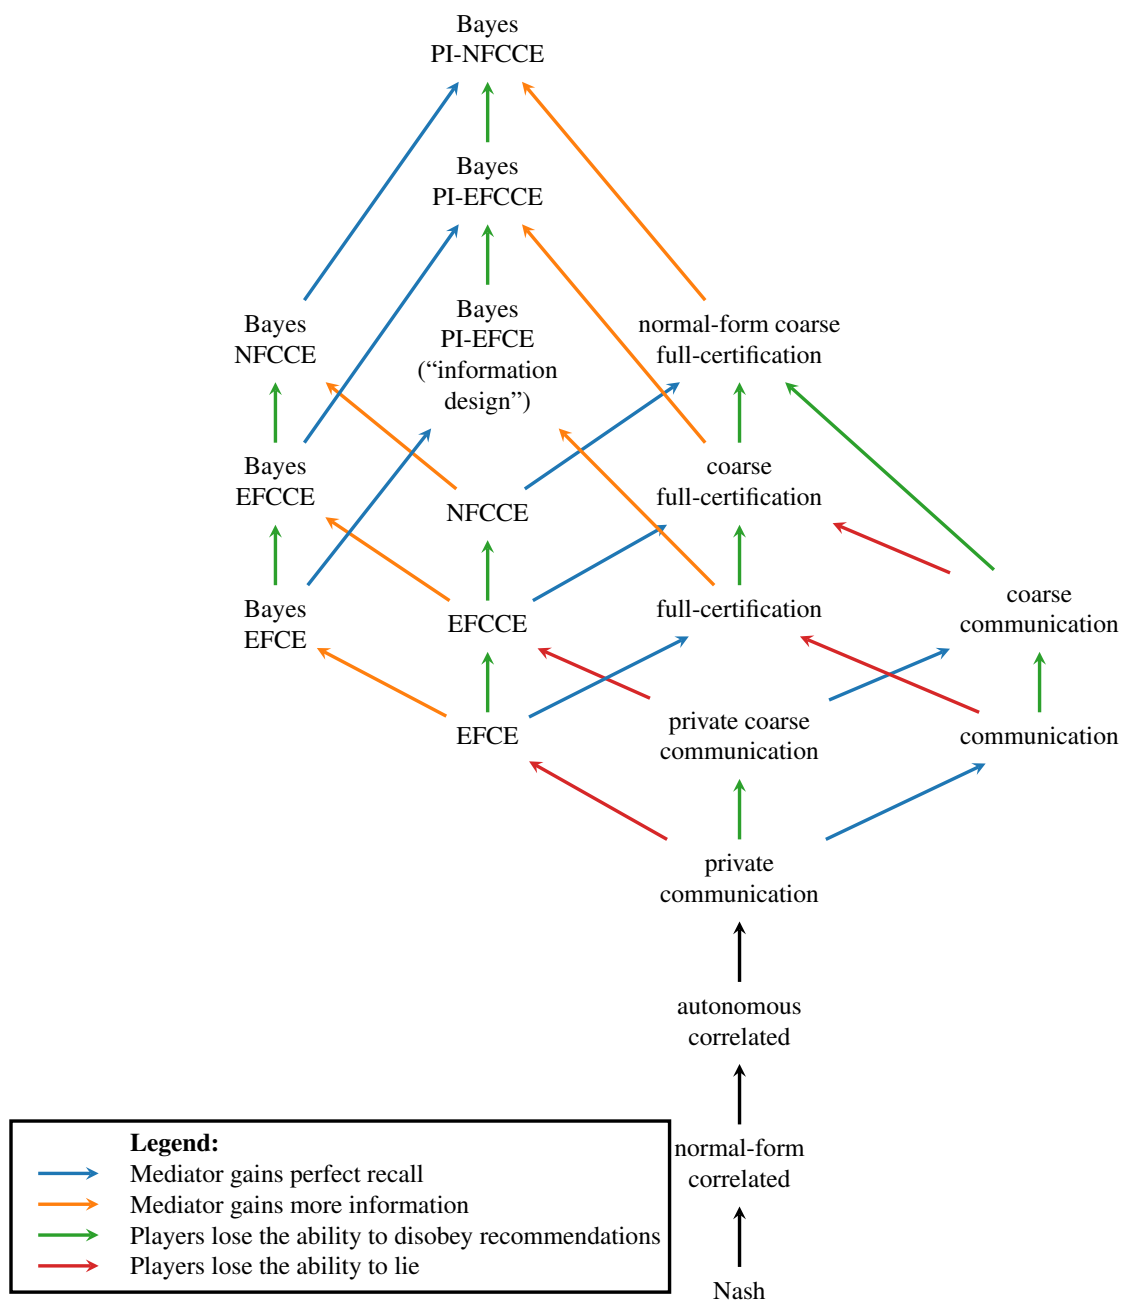 Bayes
PI-NFCCE
Bayes
PI-EFCCE
Bayes
PI-EFCE
(“information
design”)
Bayes
NFCCE
normal-form coarse
full-certification
Bayes
EFCCE
coarse
full-certification
NFCCE
Bayes
EFCE
EFCCE
full-certification
coarse
communication
EFCE
private coarse
communication
communication
private
communication
autonomous
correlated
normal-form
correlated
Nash
Legend:
Mediator gains perfect recall
Mediator gains more information
Players lose the ability to disobey recommendations
Players lose the ability to lie